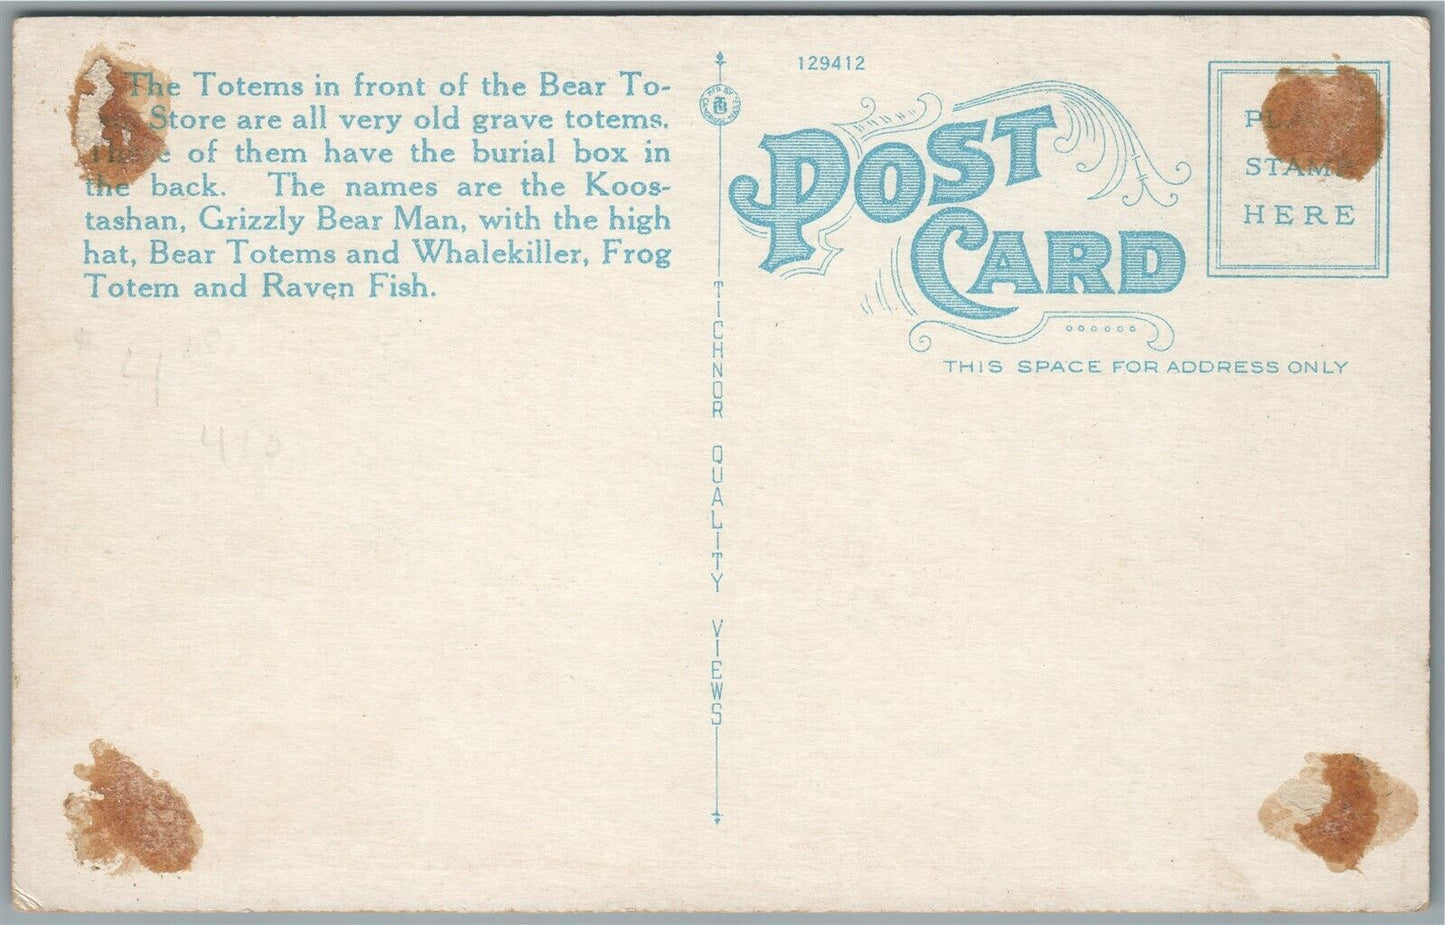 The Totems in front of the Bear To-
Store are all very old grave totems.
of them have the burial box in
the back. The names are the Koos-
tashan, Grizzly Bear Man, with the high
hat, Bear Totems and Whalekiller, Frog
Totem and Raven Fish.
4
410
TICHNOR QUALITY VIEWS
129412
POST
CARD
THIS SPACE FOR ADDRESS ONLY
STAMP
HERE